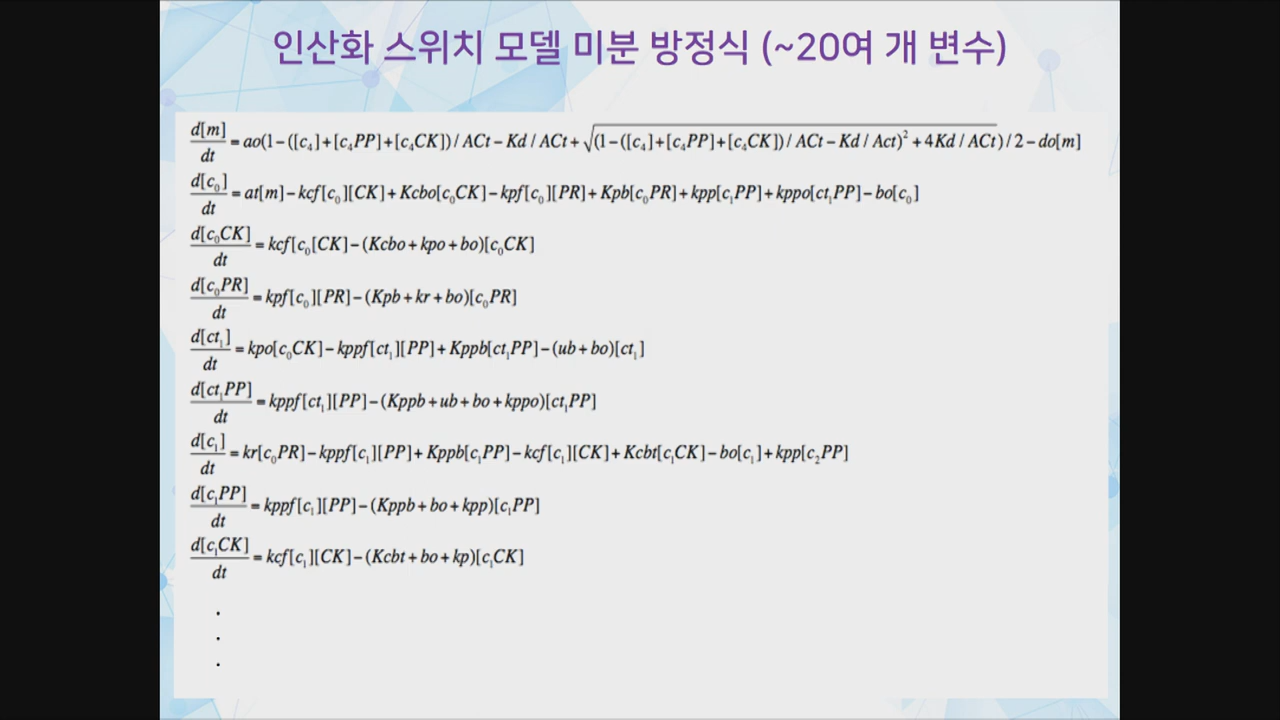 인산화 스위치 모델 미분 방정식 (~20여 개 변수)
d[m]/dt = ao(1−([c₄]+[c₄PP]+[c₄CK])/ACt−Kd/ACt+√(1−([c₄]+[c₄PP]+[c₄CK])/ACt−Kd/Act)²+4Kd/ACt)/2−do[m]
d[c₀]/dt = at[m]−kcf[c₀][CK]+Kcbo[c₀CK]−kpf[c₀][PR]+Kpb[c₀PR]+kpp[c₁PP]+kppo[ct₁PP]−bo[c₀]
d[c₀CK]/dt = kcf[c₀[CK]−(Kcbo+kpo+bo)[c₀CK]
d[c₀PR]/dt = kpf[c₀][PR]−(Kpb+kr+bo)[c₀PR]
d[ct₁]/dt = kpo[c₀CK]−kppf[ct₁][PP]+Kppb[ct₁PP]−(ub+bo)[ct₁]
d[ct₁PP]/dt = kppf[ct₁][PP]−(Kppb+ub+bo+kppo)[ct₁PP]
d[c₁]/dt = kr[c₀PR]−kppf[c₁][PP]+Kppb[c₁PP]−kcf[c₁][CK]+Kcbt[c₁CK]−bo[c₁]+kpp[c₂PP]
d[c₁PP]/dt = kppf[c₁][PP]−(Kppb+bo+kpp)[c₁PP]
d[c₁CK]/dt = kcf[c₁][CK]−(Kcbt+bo+kp)[c₁CK]
.
.
.